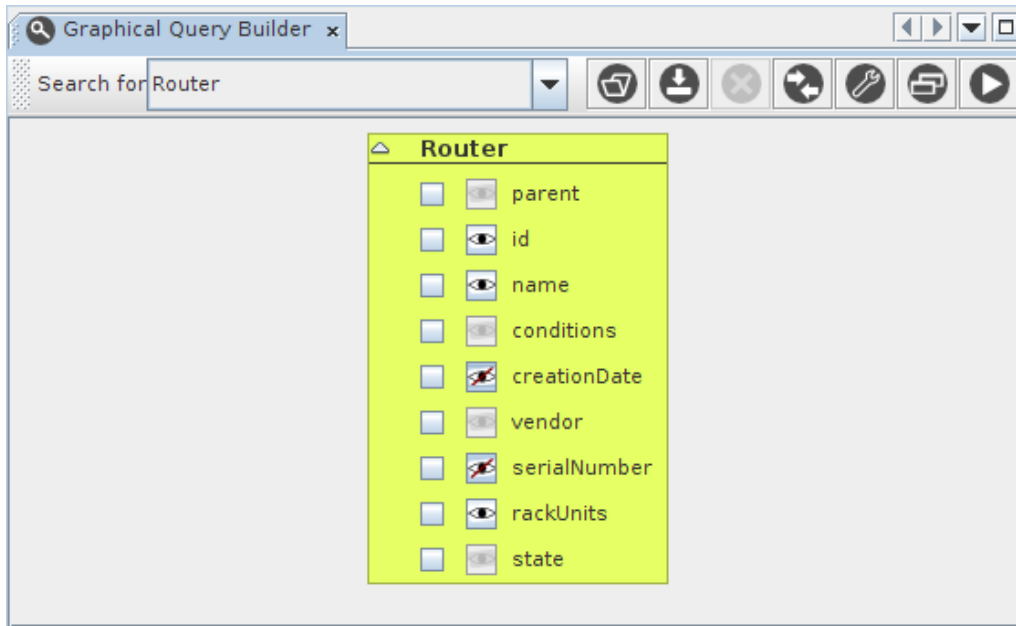 Graphical Query Builder x
Search for Router
Router
parent
id
name
conditions
creationDate
vendor
serialNumber
rackUnits
state